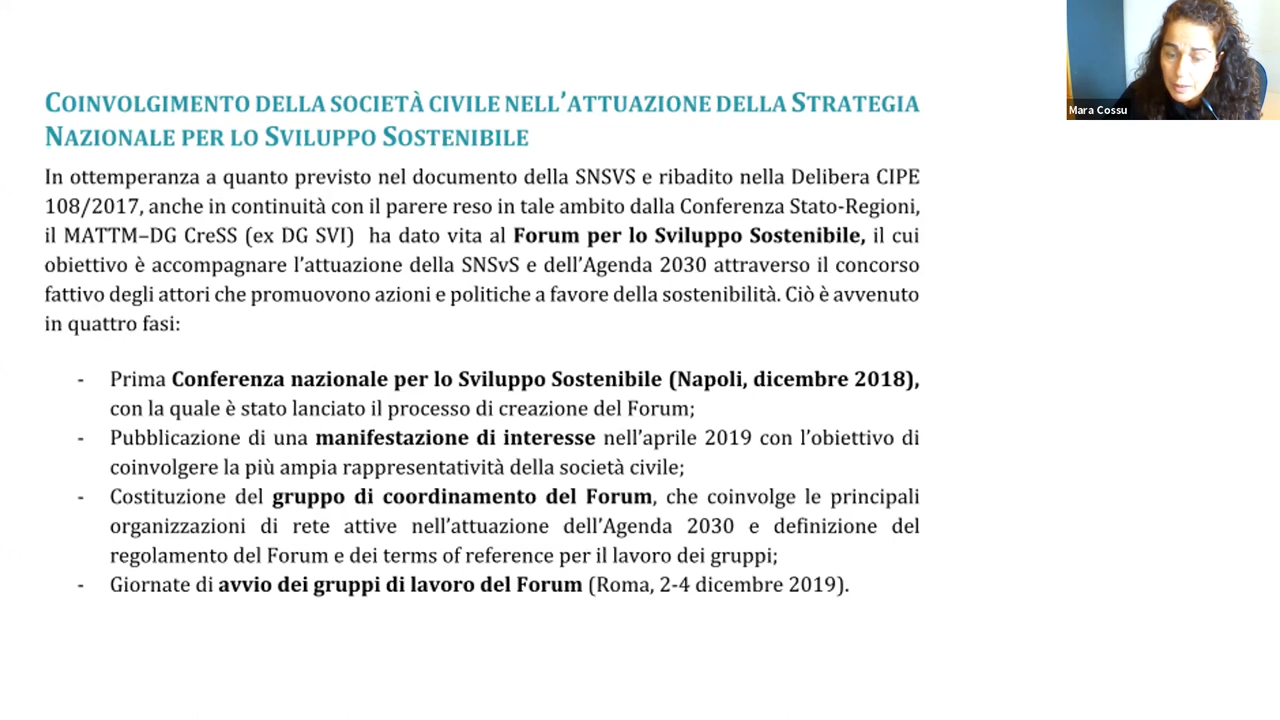 COINVOLGIMENTO DELLA SOCIETÀ CIVILE NELL'ATTUAZIONE DELLA STRATEGIA
NAZIONALE PER LO SVILUPPO SOSTENIBILE
In ottemperanza a quanto previsto nel documento della SNSVS e ribadito nella Delibera CIPE
108/2017, anche in continuità con il parere reso in tale ambito dalla Conferenza Stato-Regioni,
il MATTM–DG CreSS (ex DG SVI) ha dato vita al Forum per lo Sviluppo Sostenibile, il cui
obiettivo è accompagnare l'attuazione della SNSvS e dell'Agenda 2030 attraverso il concorso
fattivo degli attori che promuovono azioni e politiche a favore della sostenibilità. Ciò è avvenuto
in quattro fasi:
- Prima Conferenza nazionale per lo Sviluppo Sostenibile (Napoli, dicembre 2018),
con la quale è stato lanciato il processo di creazione del Forum;
- Pubblicazione di una manifestazione di interesse nell'aprile 2019 con l'obiettivo di
coinvolgere la più ampia rappresentatività della società civile;
- Costituzione del gruppo di coordinamento del Forum, che coinvolge le principali
organizzazioni di rete attive nell'attuazione dell'Agenda 2030 e definizione del
regolamento del Forum e dei terms of reference per il lavoro dei gruppi;
- Giornate di avvio dei gruppi di lavoro del Forum (Roma, 2-4 dicembre 2019).
Mara Cossu